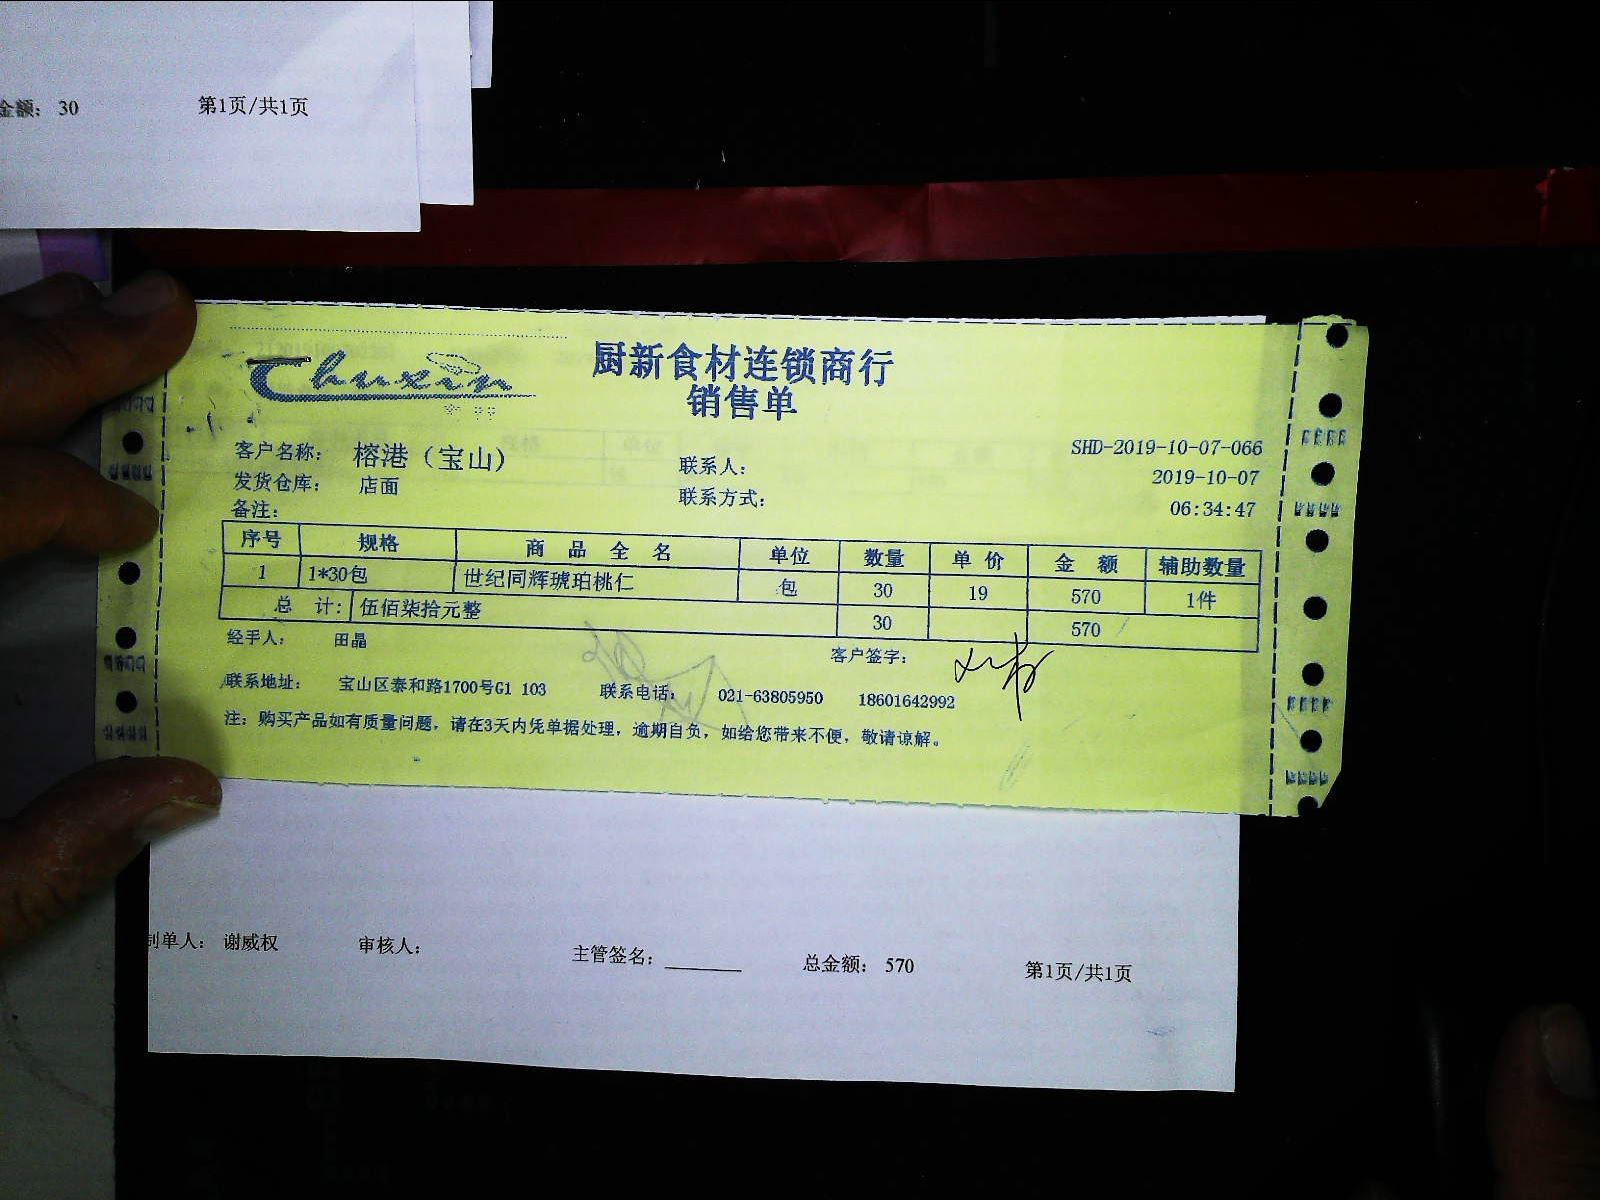 金额： 30 第1页/共1页
Chuxin
厨新食材连锁商行
销售单
客户名称： 榕港（宝山） 联系人： SHD-2019-10-07-066
发货仓库： 店面 联系方式： 2019-10-07
备注： 06:34:47
序号 规格 商 品 全 名 单位 数量 单 价 金 额 辅助数量
1 1*30包 世纪同辉琥珀桃仁 包 30 19 570 1件
总 计: 伍佰柒拾元整 30 570
经手人： 田晶 客户签字：
联系地址： 宝山区泰和路1700号G1 103 联系电话： 021-63805950 18601642992
注：购买产品如有质量问题，请在3天内凭单据处理，逾期自负，如给您带来不便，敬请谅解。
制单人： 谢威权 审核人： 主管签名：_______ 总金额： 570 第1页/共1页